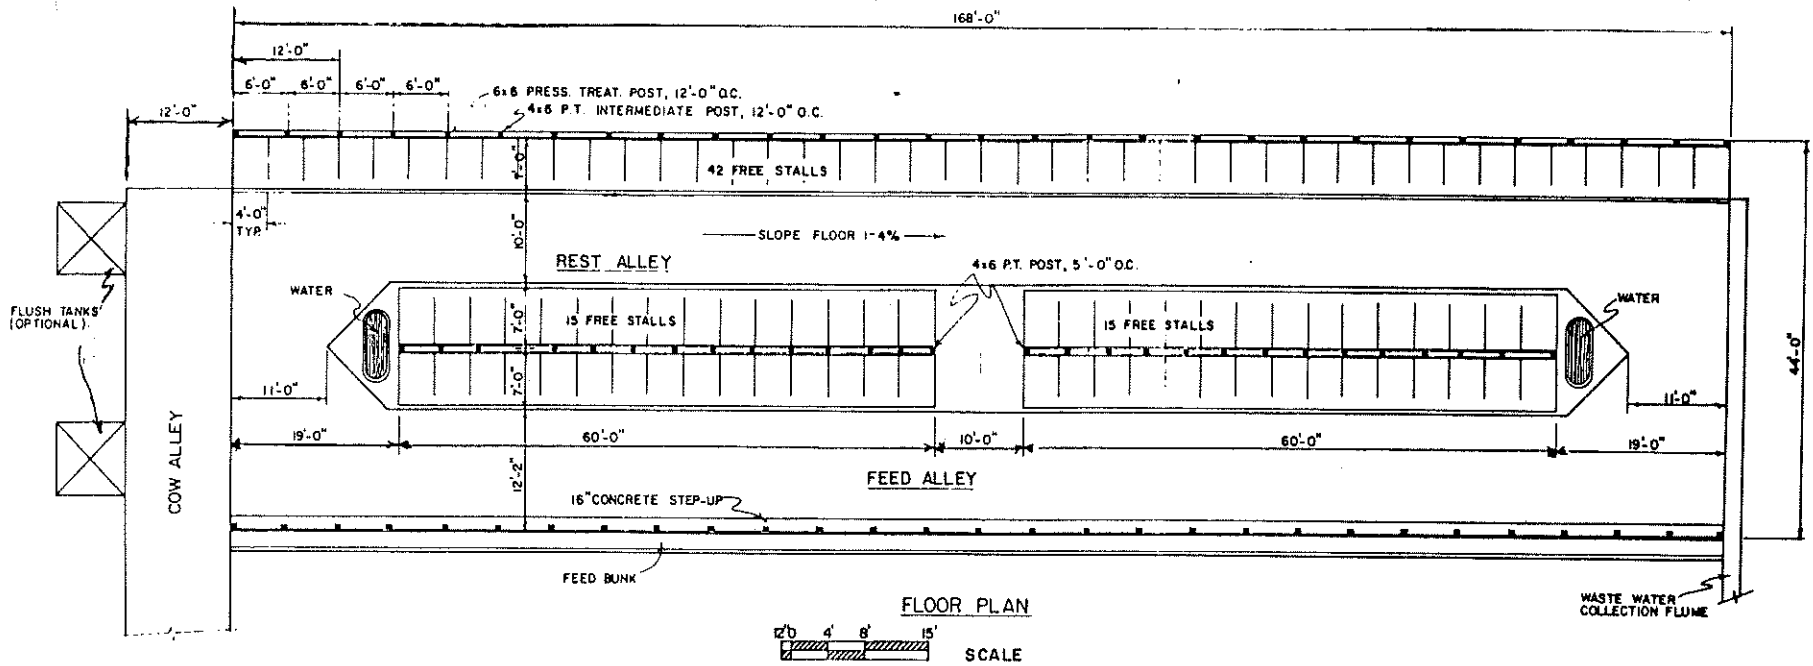 168'-0"
12'-0"
6'-0" 6'-0" 6'-0" 6'-0"
6x6 PRESS. TREAT. POST, 12'-0" O.C.
4x6 P.T. INTERMEDIATE POST, 12'-0" O.C.
12'-0"
42 FREE STALLS
4'-0"
TYP.
10'-0"
SLOPE FLOOR 1-4%
REST ALLEY
4x6 P.T. POST, 5'-0" O.C.
WATER
WATER
FLUSH TANKS
(OPTIONAL)
15 FREE STALLS
7'-0"
15 FREE STALLS
7'-0"
44'-0"
11'-0"
11'-0"
19'-0"
60'-0"
10'-0"
60'-0"
19'-0"
COW ALLEY
12'-2"
FEED ALLEY
16" CONCRETE STEP-UP
FEED BUNK
WASTE WATER
COLLECTION FLUME
FLOOR PLAN
4' 8' 15'
SCALE